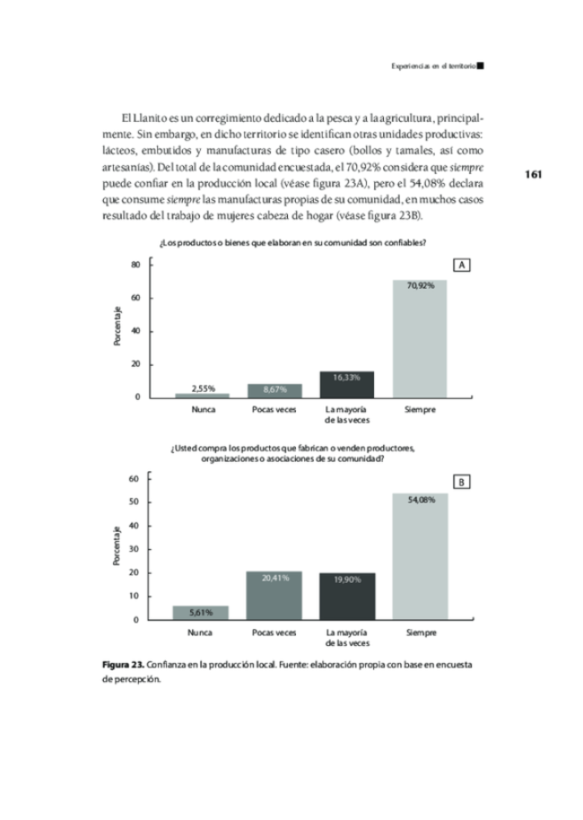 Experiencias en el territorio
El Llanito es un corregimiento dedicado a la pesca y a la agricultura, principal-
mente. Sin embargo, en dicho territorio se identifican otras unidades productivas:
lácteos, embutidos y manufacturas de tipo casero (bollos y tamales, así como
artesanías). Del total de la comunidad encuestada, el 70,92% considera que siempre
puede confiar en la producción local (véase figura 23A), pero el 54,08% declara
que consume siempre las manufacturas propias de su comunidad, en muchos casos
resultado del trabajo de mujeres cabeza de hogar (véase figura 23B).
161
¿Los productos o bienes que elaboran en su comunidad son confiables?
A
Porcentaje
80
60
40
20
0
2,55%
8,67%
16,33%
70,92%
Nunca
Pocas veces
La mayoría
de las veces
Siempre
¿Usted compra los productos que fabrican o venden productores,
organizaciones o asociaciones de su comunidad?
B
Porcentaje
60
50
40
30
20
10
0
5,61%
20,41%
19,90%
54,08%
Nunca
Pocas veces
La mayoría
de las veces
Siempre
Figura 23. Confianza en la producción local. Fuente: elaboración propia con base en encuesta
de percepción.